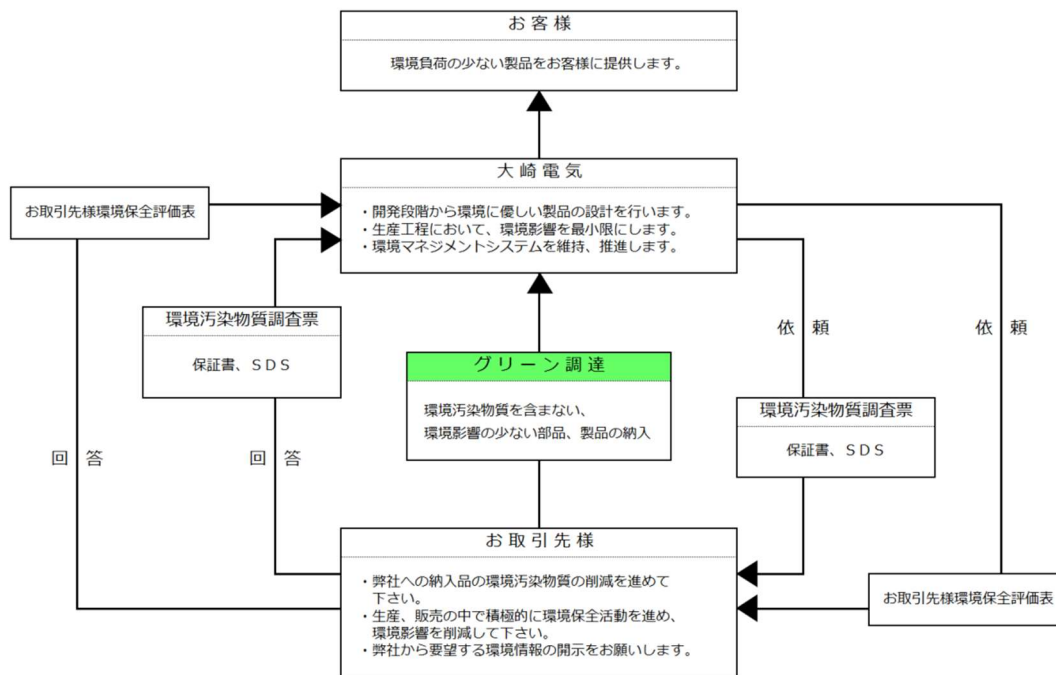 お客様
環境負荷の少ない製品をお客様に提供します。
大崎電気
・開発段階から環境に優しい製品の設計を行います。
・生産工程において、環境影響を最小限にします。
・環境マネジメントシステムを維持、推進します。
お取引先様環境保全評価表
環境汚染物質調査票
保証書、ＳＤＳ
依頼
依頼
グリーン調達
環境汚染物質を含まない、
環境影響の少ない部品、製品の納入
環境汚染物質調査票
保証書、ＳＤＳ
回答
回答
お取引先様
・弊社への納入品の環境汚染物質の削減を進めて
下さい。
・生産、販売の中で積極的に環境保全活動を進め、
環境影響を削減して下さい。
・弊社から要望する環境情報の開示をお願いします。
お取引先様環境保全評価表